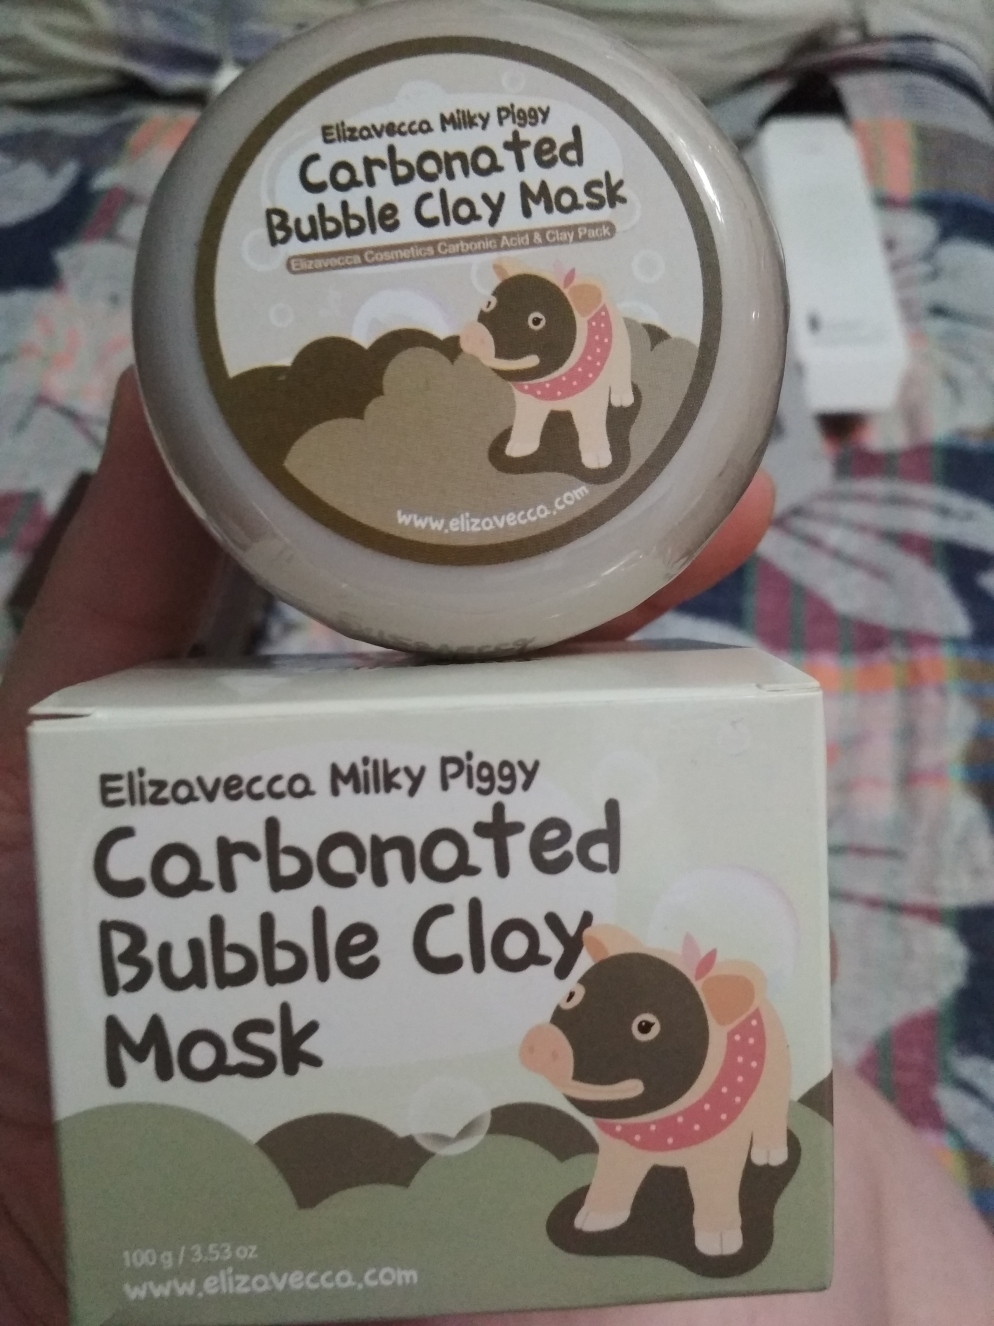 Elizavecca Milky Piggy
Carbonated
Bubble Clay Mask
Elizavecca Cosmetics Carbonic Acid & Clay Pack
www.elizavecca.com
Elizavecca Milky Piggy
Carbonated
Bubble Clay
Mask
100 g / 3.53 oz
www.elizavecca.com